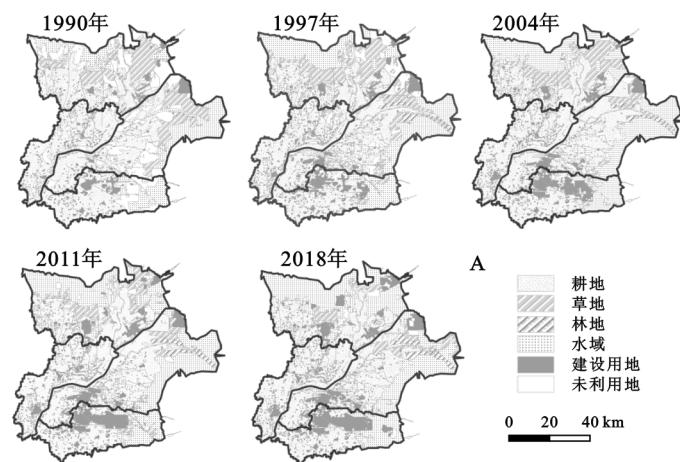 1990年
1997年
2004年
2011年
2018年
A
耕地
草地
林地
水域
建设用地
未利用地
0 20 40 km